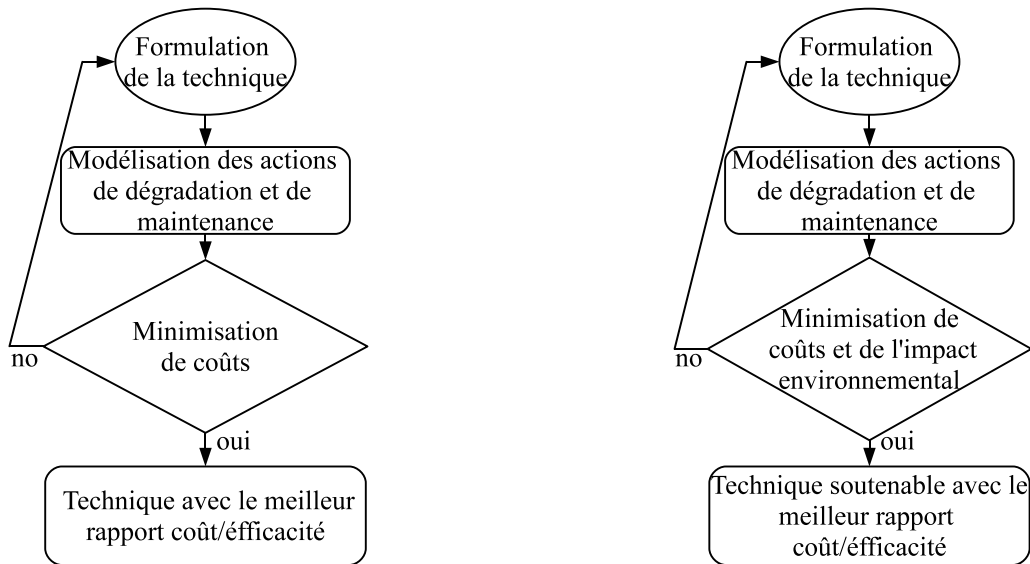 Formulation
de la technique
Modélisation des actions
de dégradation et de
maintenance
Minimisation
de coûts
no
oui
Technique avec le meilleur
rapport coût/éfficacité
Formulation
de la technique
Modélisation des actions
de dégradation et de
maintenance
Minimisation de
coûts et de l'impact
environnemental
no
oui
Technique soutenable avec le
meilleur rapport
coût/éfficacité